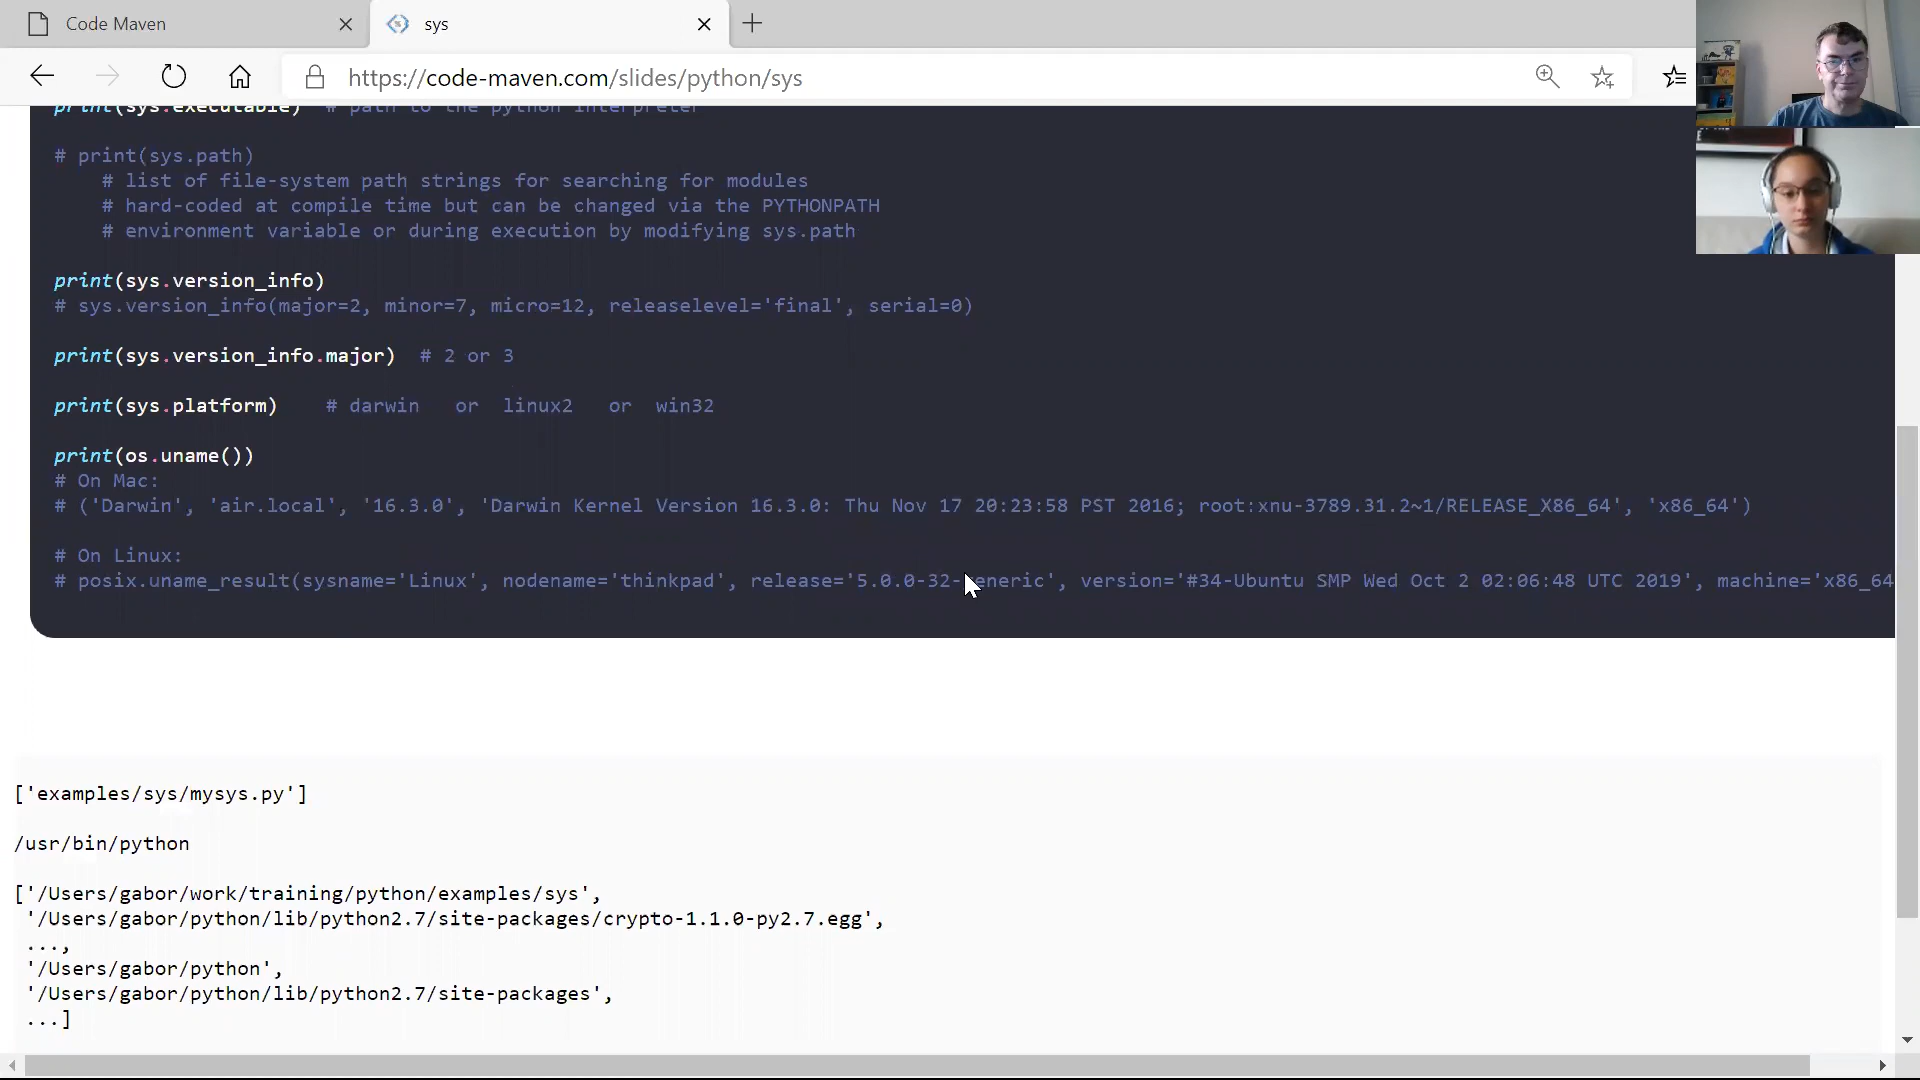 Code Maven
sys
https://code-maven.com/slides/python/sys
print(sys.executable) # path to the python interpreter
# print(sys.path)
# list of file-system path strings for searching for modules
# hard-coded at compile time but can be changed via the PYTHONPATH
# environment variable or during execution by modifying sys.path
print(sys.version_info)
# sys.version_info(major=2, minor=7, micro=12, releaselevel='final', serial=0)
print(sys.version_info.major) # 2 or 3
print(sys.platform) # darwin or linux2 or win32
print(os.uname())
# On Mac:
# ('Darwin', 'air.local', '16.3.0', 'Darwin Kernel Version 16.3.0: Thu Nov 17 20:23:58 PST 2016; root:xnu-3789.31.2~1/RELEASE_X86_64', 'x86_64')
# On Linux:
# posix.uname_result(sysname='Linux', nodename='thinkpad', release='5.0.0-32-generic', version='#34-Ubuntu SMP Wed Oct 2 02:06:48 UTC 2019', machine='x86_64
['examples/sys/mysys.py']
/usr/bin/python
['/Users/gabor/work/training/python/examples/sys',
'/Users/gabor/python/lib/python2.7/site-packages/crypto-1.1.0-py2.7.egg',
...,
'/Users/gabor/python',
'/Users/gabor/python/lib/python2.7/site-packages',
...]